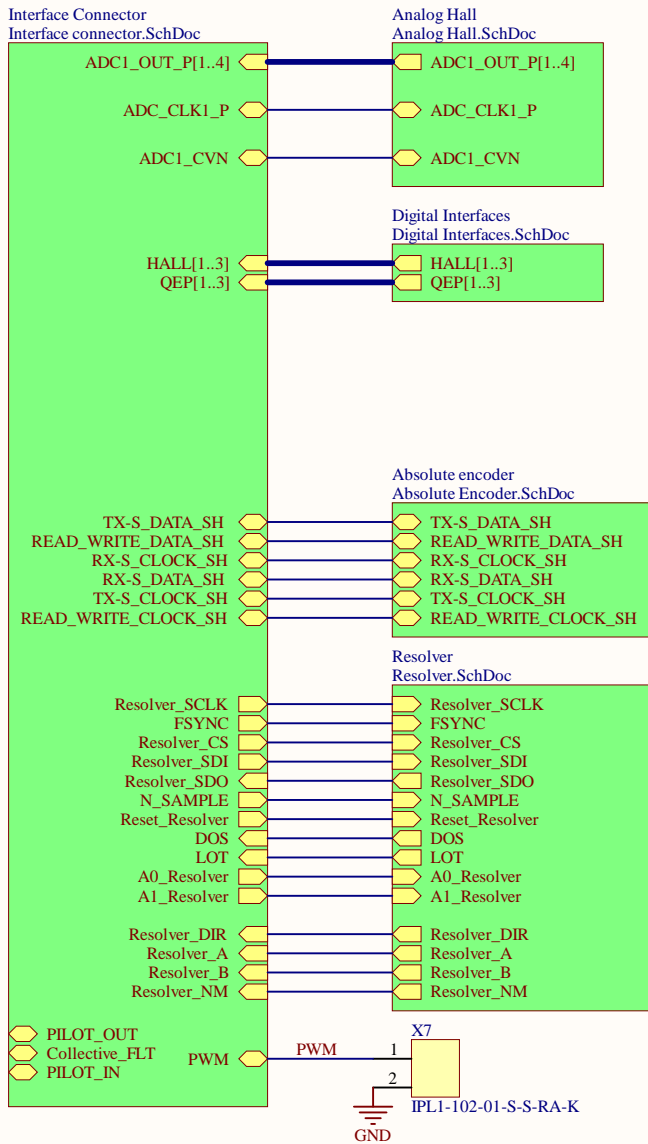 Interface Connector
Interface connector.SchDoc
Analog Hall
Analog Hall.SchDoc
ADC1_OUT_P[1..4] ADC1_OUT_P[1..4]
ADC_CLK1_P ADC_CLK1_P
ADC1_CVN ADC1_CVN
Digital Interfaces
Digital Interfaces.SchDoc
HALL[1..3] HALL[1..3]
QEP[1..3] QEP[1..3]
Absolute encoder
Absolute Encoder.SchDoc
TX-S_DATA_SH TX-S_DATA_SH
READ_WRITE_DATA_SH READ_WRITE_DATA_SH
RX-S_CLOCK_SH RX-S_CLOCK_SH
RX-S_DATA_SH RX-S_DATA_SH
TX-S_CLOCK_SH TX-S_CLOCK_SH
READ_WRITE_CLOCK_SH READ_WRITE_CLOCK_SH
Resolver
Resolver.SchDoc
Resolver_SCLK Resolver_SCLK
FSYNC FSYNC
Resolver_CS Resolver_CS
Resolver_SDI Resolver_SDI
Resolver_SDO Resolver_SDO
N_SAMPLE N_SAMPLE
Reset_Resolver Reset_Resolver
DOS DOS
LOT LOT
A0_Resolver A0_Resolver
A1_Resolver A1_Resolver
Resolver_DIR Resolver_DIR
Resolver_A Resolver_A
Resolver_B Resolver_B
Resolver_NM Resolver_NM
X7
PILOT_OUT
Collective_FLT
PILOT_IN
PWM PWM 1
2
IPL1-102-01-S-S-RA-K
GND